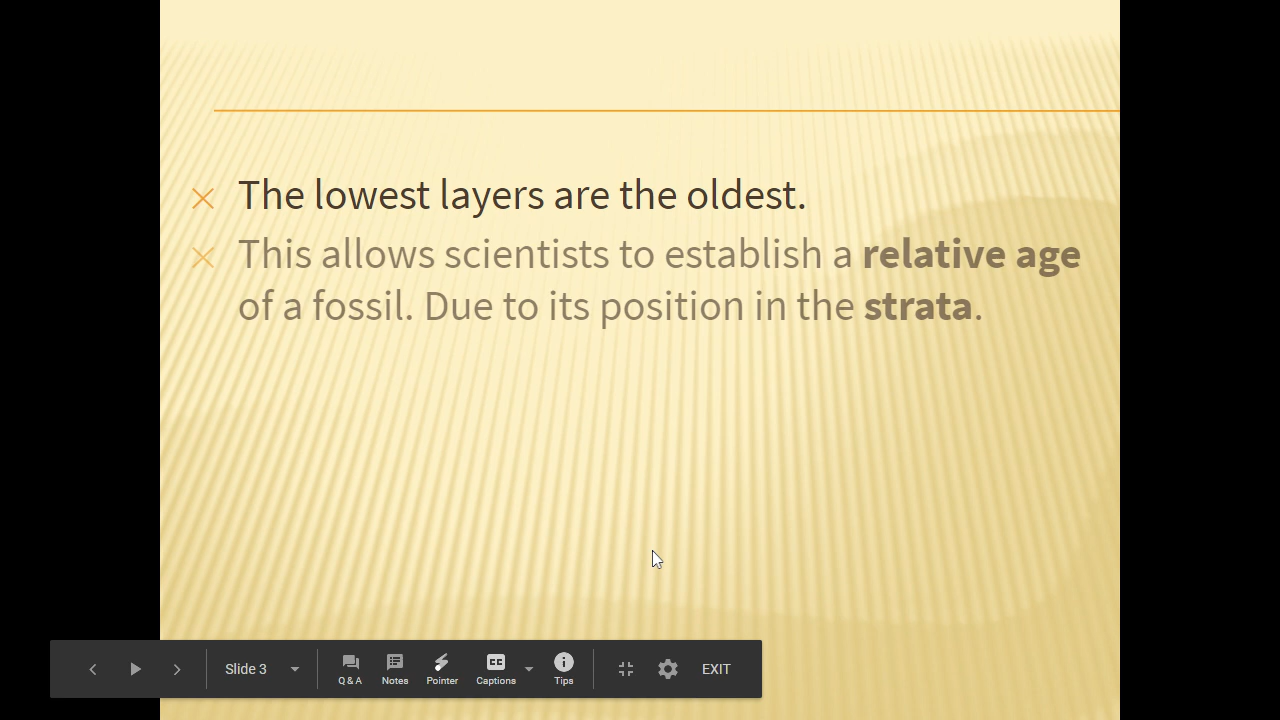 The lowest layers are the oldest.
This allows scientists to establish a relative age
of a fossil. Due to its position in the strata.
Slide 3
Q & A Notes Pointer Captions Tips EXIT
CC